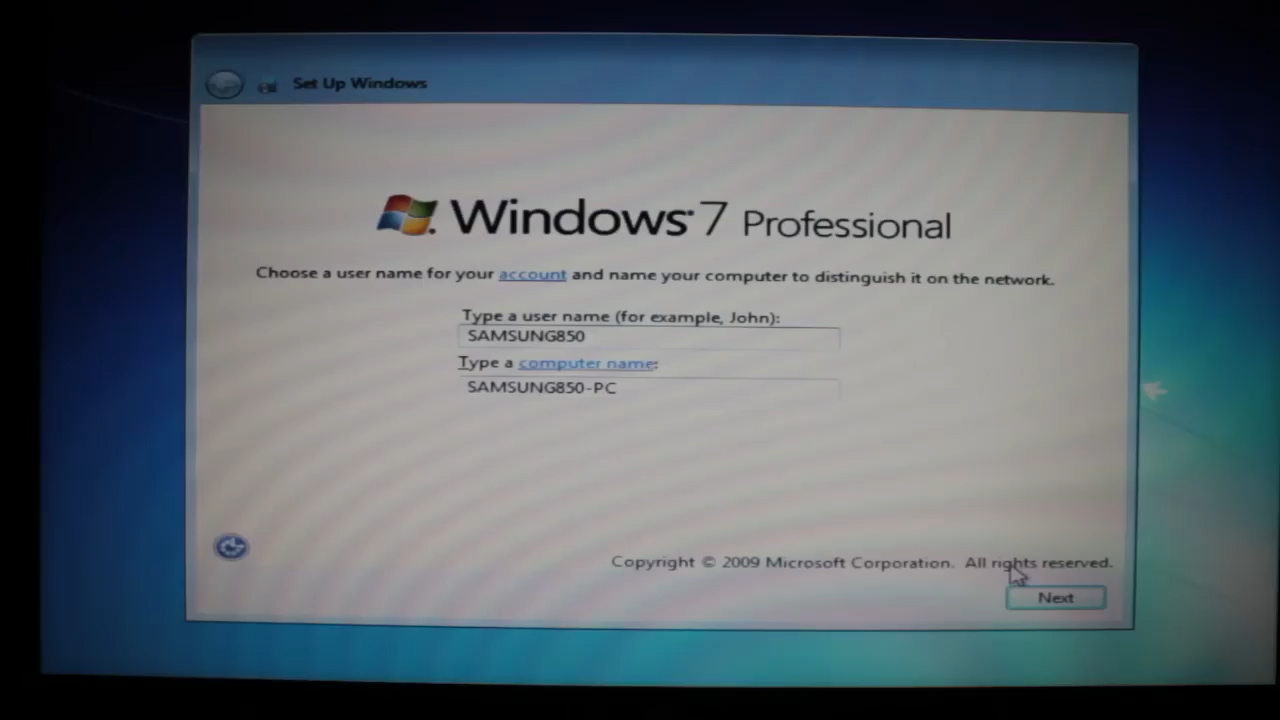 Set Up Windows
Windows 7 Professional
Choose a user name for your account and name your computer to distinguish it on the network.
Type a user name (for example, John):
SAMSUNG850
Type a computer name:
SAMSUNG850-PC
Copyright © 2009 Microsoft Corporation. All rights reserved.
Next